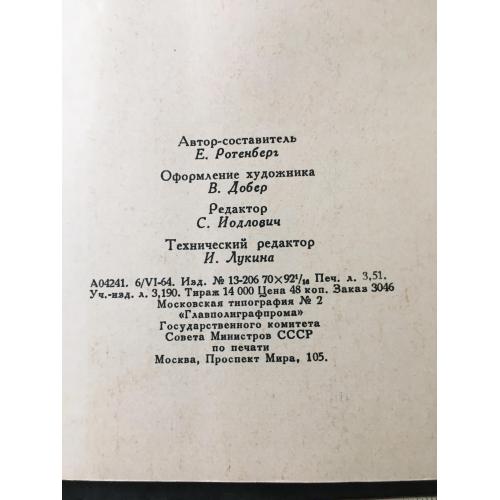 Автор-составитель
Е. Ротенберг
Оформление художника
В. Добер
Редактор
С. Иодлович
Технический редактор
И. Лукина
А04241. 6/VI-64. Изд. № 13-206 70×92¹/₁₆ Печ. л. 3,51.
Уч.-изд. л. 3,190. Тираж 14 000 Цена 48 коп. Заказ 3046
Московская типография № 2
«Главполиграфпрома»
Государственного комитета
Совета Министров СССР
по печати
Москва, Проспект Мира, 105.